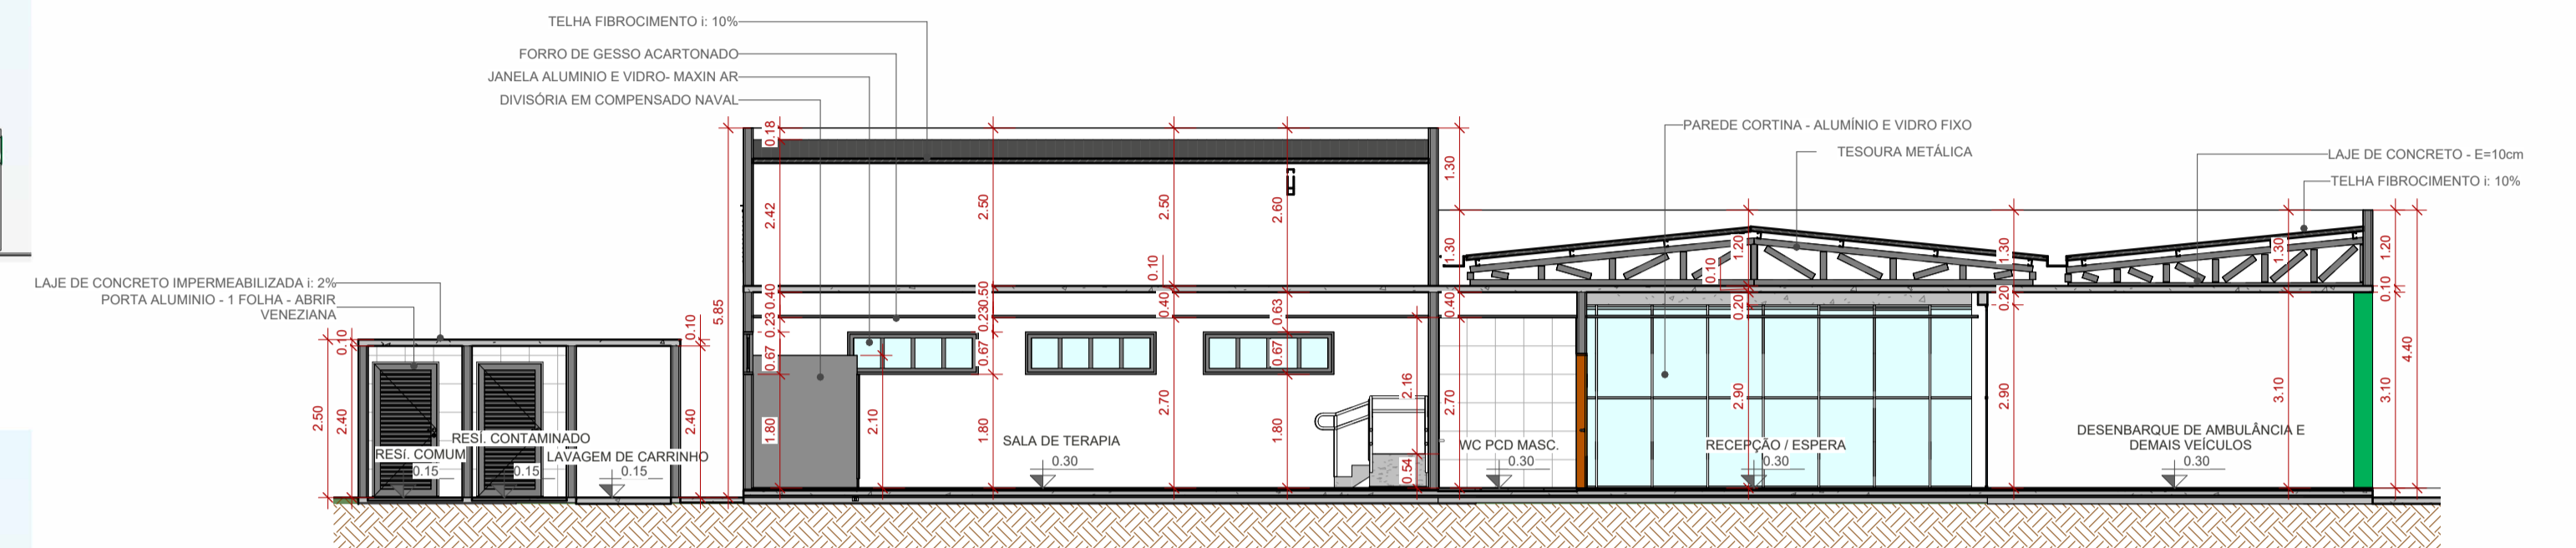 TELHA FIBROCIMENTO i: 10%
FORRO DE GESSO ACARTONADO
JANELA ALUMINIO E VIDRO- MAXIN AR
DIVISÓRIA EM COMPENSADO NAVAL
PAREDE CORTINA - ALUMÍNIO E VIDRO FIXO
TESOURA METÁLICA
LAJE DE CONCRETO - E=10cm
TELHA FIBROCIMENTO i: 10%
LAJE DE CONCRETO IMPERMEABILIZADA i: 2%
PORTA ALUMINIO - 1 FOLHA - ABRIR
VENEZIANA
0.10
2.50
2.40
0.10
2.40
5.85
0.18
2.42
0.40
0.23
0.67
1.80
2.10
2.50
0.50
0.23
0.67
1.80
2.50
0.10
0.40
2.70
2.60
0.63
0.67
1.80
2.16
0.54
1.30
1.30
0.40
2.70
0.10
1.20
0.20
2.90
1.30
0.20
2.90
1.30
3.10
1.20
0.10
3.10
4.40
RESÍ. CONTAMINADO
0.15
RESÍ. COMUM
0.15
LAVAGEM DE CARRINHO
0.15
SALA DE TERAPIA
0.30
WC PCD MASC.
0.30
RECEPÇÃO / ESPERA
0.30
DESENBARQUE DE AMBULÂNCIA E
DEMAIS VEÍCULOS
0.30